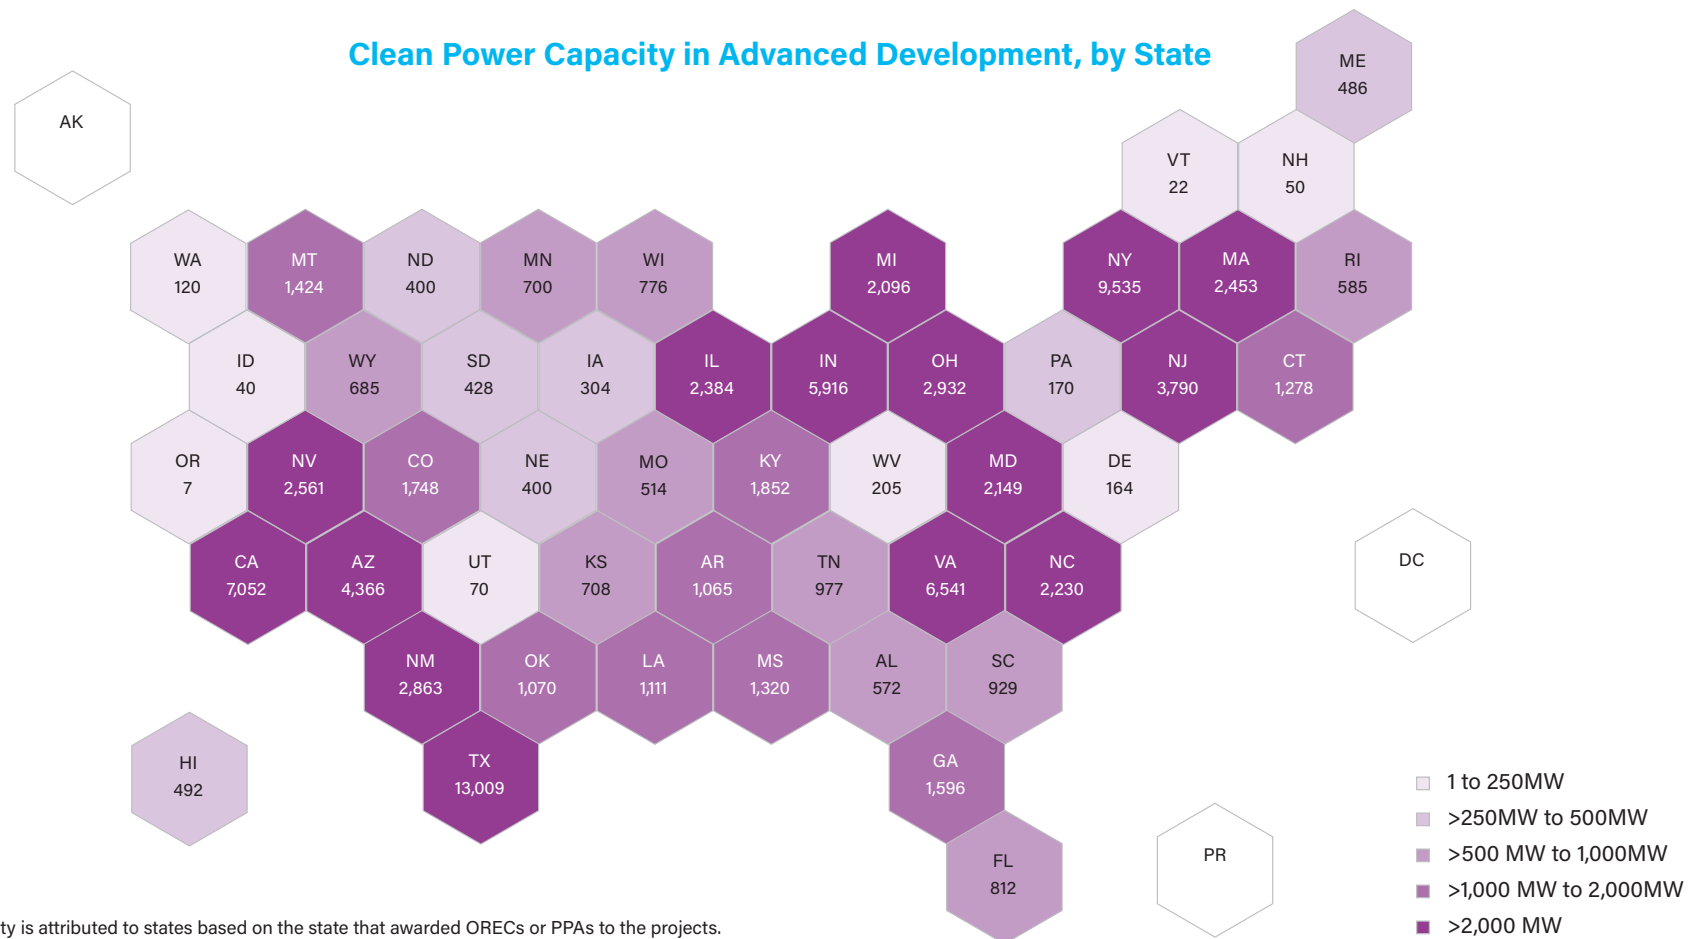 Clean Power Capacity in Advanced Development, by State
ME
486
AK
VT
22
NH
50
WA
120
MT
1,424
ND
400
MN
700
WI
776
MI
2,096
NY
9,535
MA
2,453
RI
585
ID
40
WY
685
SD
428
IA
304
IL
2,384
IN
5,916
OH
2,932
PA
170
NJ
3,790
CT
1,278
OR
7
NV
2,561
CO
1,748
NE
400
MO
514
KY
1,852
WV
205
MD
2,149
DE
164
CA
7,052
AZ
4,366
UT
70
KS
708
AR
1,065
TN
977
VA
6,541
NC
2,230
DC
NM
2,863
OK
1,070
LA
1,111
MS
1,320
AL
572
SC
929
HI
492
TX
13,009
GA
1,596
FL
812
PR
1 to 250MW
>250MW to 500MW
>500 MW to 1,000MW
>1,000 MW to 2,000MW
>2,000 MW
ty is attributed to states based on the state that awarded ORECs or PPAs to the projects.